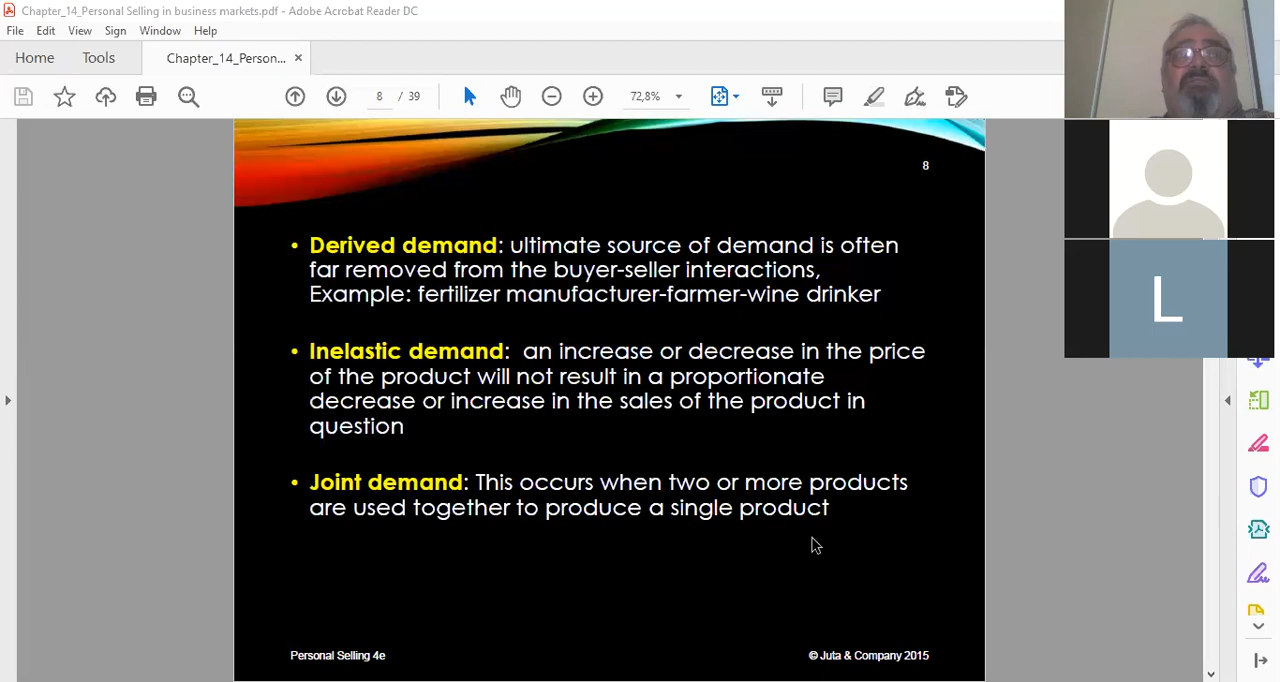 Chapter_14_Personal Selling in business markets.pdf - Adobe Acrobat Reader DC
File Edit View Sign Window Help
Home Tools Chapter_14_Person... ×
8 / 39 72,8%
8
• Derived demand: ultimate source of demand is often
far removed from the buyer-seller interactions,
Example: fertilizer manufacturer-farmer-wine drinker
• Inelastic demand: an increase or decrease in the price
of the product will not result in a proportionate
decrease or increase in the sales of the product in
question
• Joint demand: This occurs when two or more products
are used together to produce a single product
Personal Selling 4e © Juta & Company 2015
L